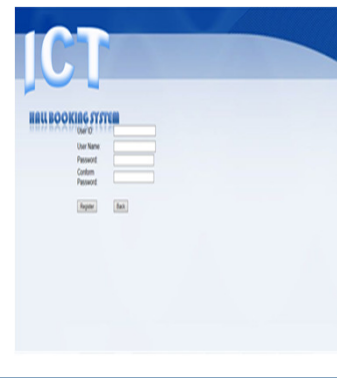 ICT
HALL BOOKING SYSTEM
User ID
User Name
Password
Conform
Password
Register
Back